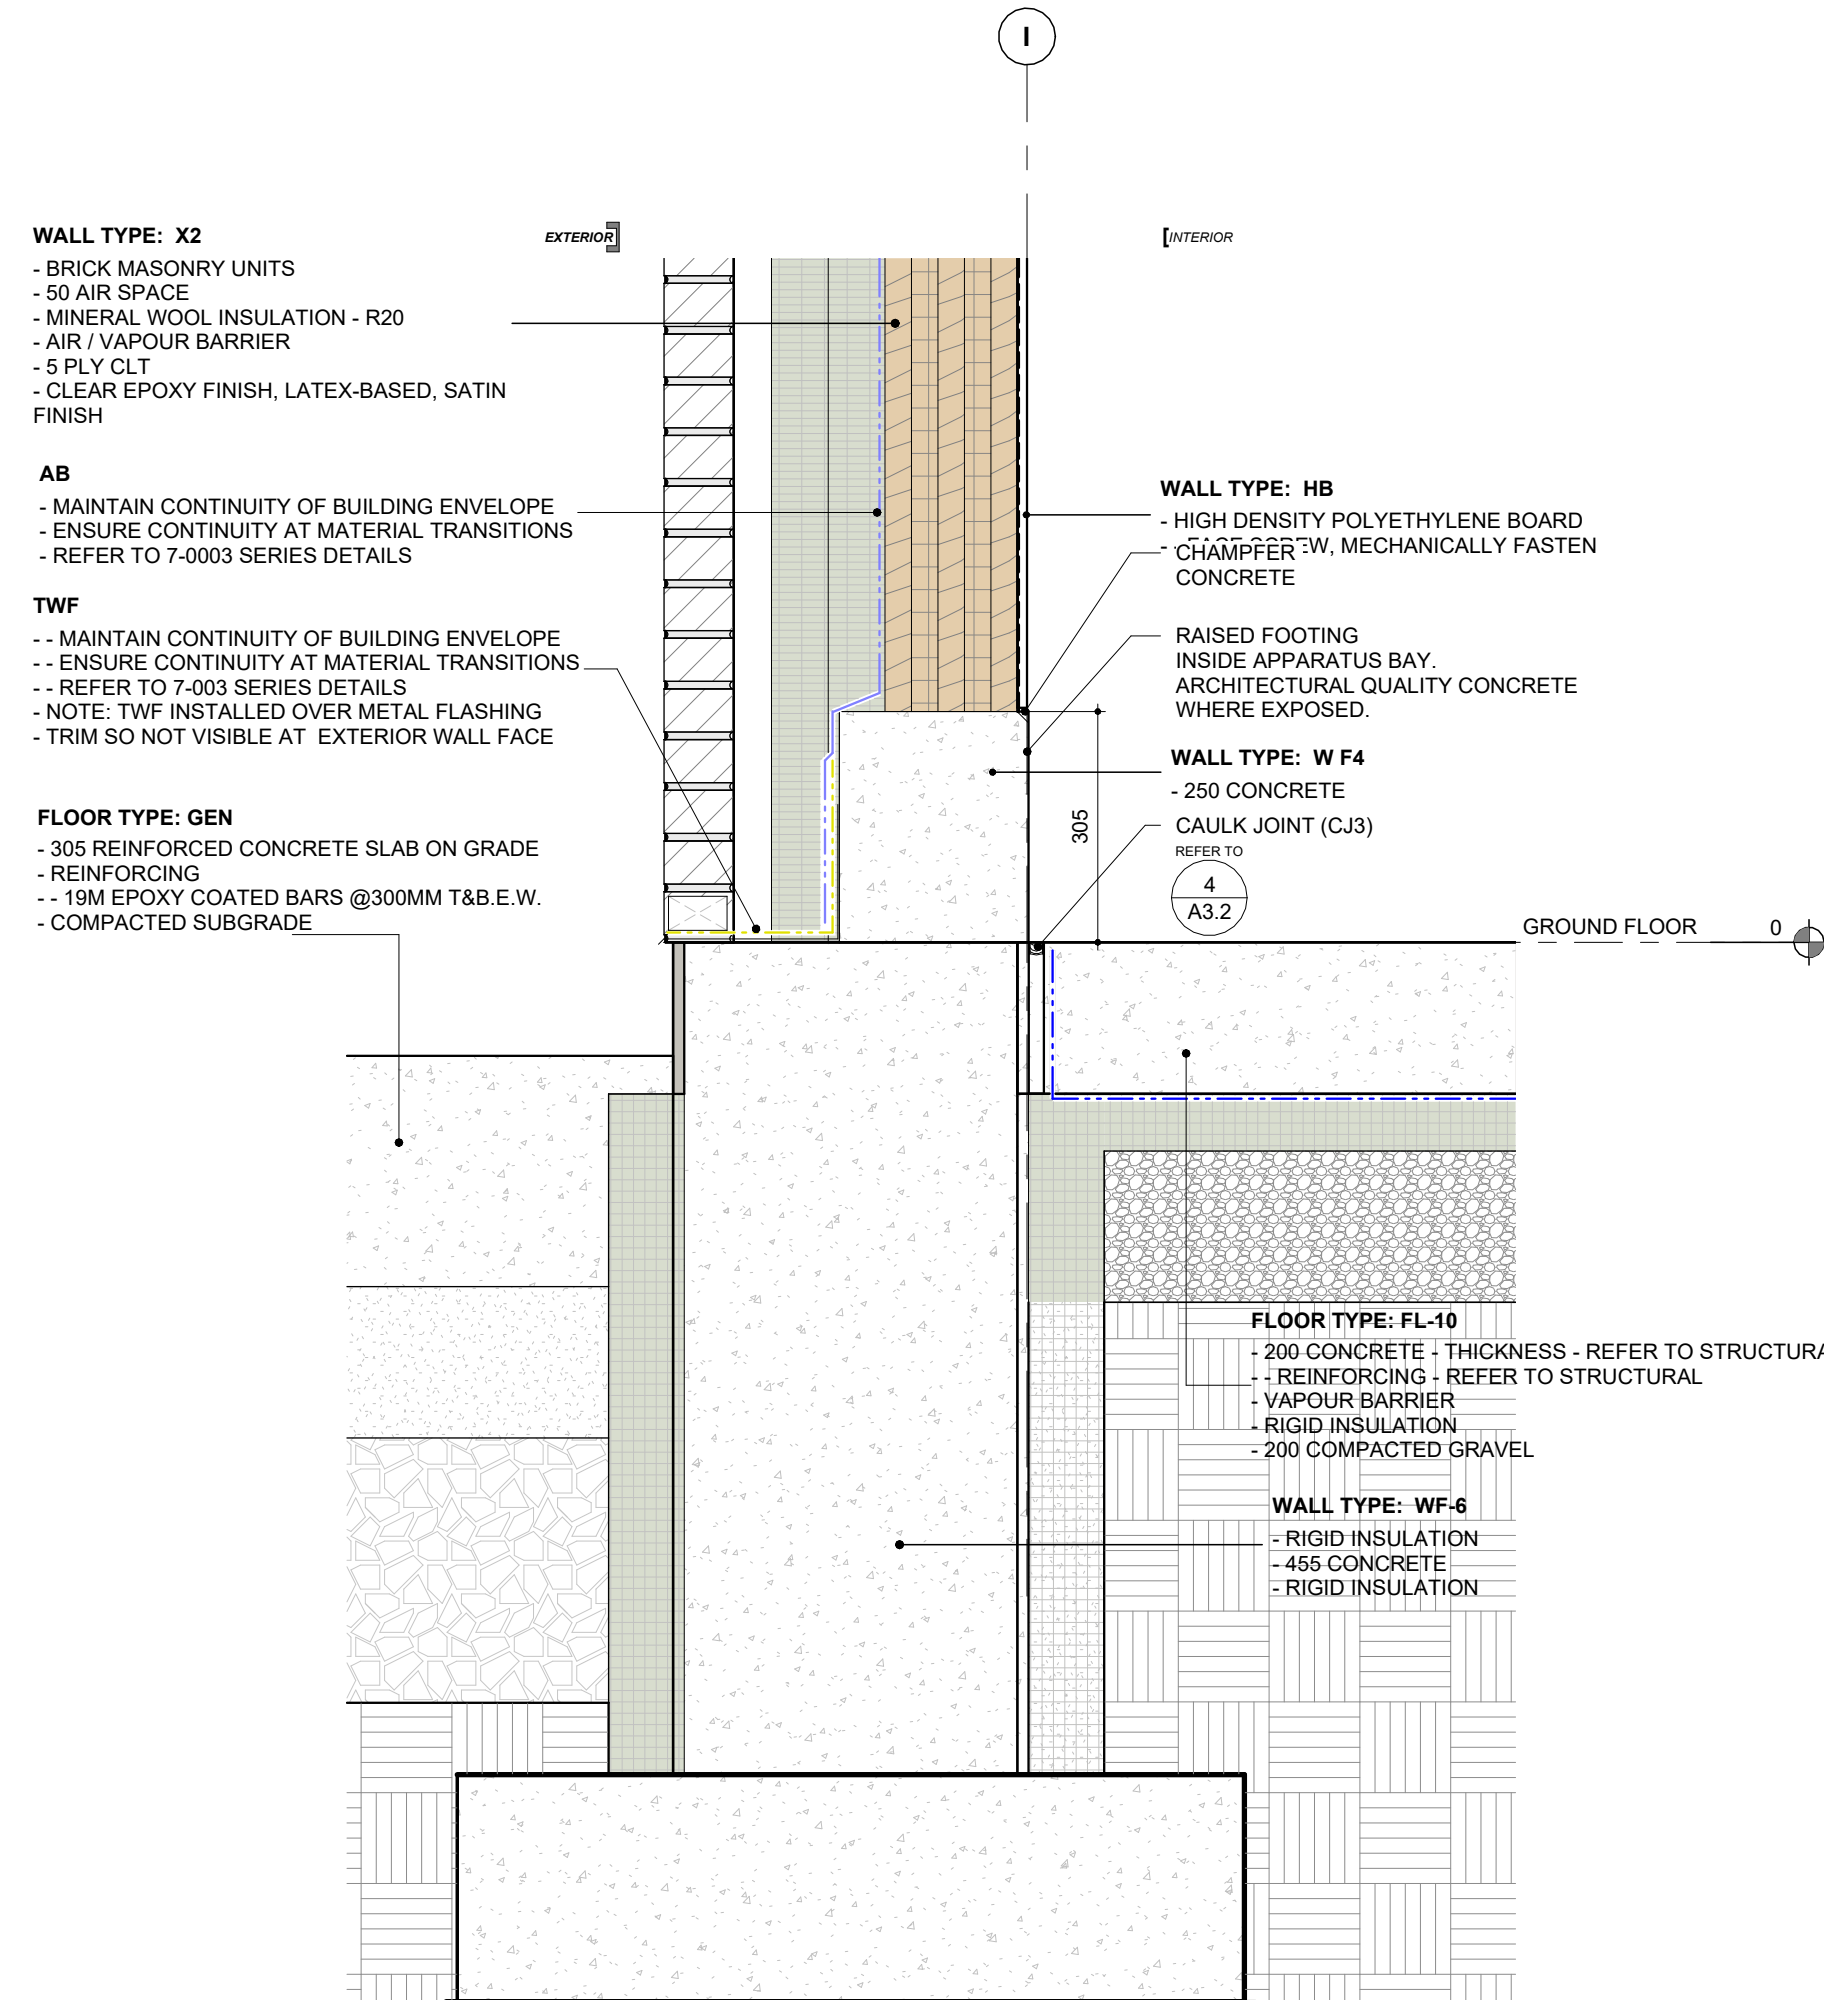 I
EXTERIOR
INTERIOR
WALL TYPE: X2
- BRICK MASONRY UNITS
- 50 AIR SPACE
- MINERAL WOOL INSULATION - R20
- AIR / VAPOUR BARRIER
- 5 PLY CLT
- CLEAR EPOXY FINISH, LATEX-BASED, SATIN
FINISH
AB
- MAINTAIN CONTINUITY OF BUILDING ENVELOPE
- ENSURE CONTINUITY AT MATERIAL TRANSITIONS
- REFER TO 7-0003 SERIES DETAILS
TWF
- - MAINTAIN CONTINUITY OF BUILDING ENVELOPE
- - ENSURE CONTINUITY AT MATERIAL TRANSITIONS
- - REFER TO 7-003 SERIES DETAILS
- NOTE: TWF INSTALLED OVER METAL FLASHING
- TRIM SO NOT VISIBLE AT EXTERIOR WALL FACE
FLOOR TYPE: GEN
- 305 REINFORCED CONCRETE SLAB ON GRADE
- REINFORCING
- - 19M EPOXY COATED BARS @300MM T&B.E.W.
- COMPACTED SUBGRADE
WALL TYPE: HB
- HIGH DENSITY POLYETHYLENE BOARD
- - FACE SCREW, MECHANICALLY FASTEN
CHAMPFER
CONCRETE
RAISED FOOTING
INSIDE APPARATUS BAY.
ARCHITECTURAL QUALITY CONCRETE
WHERE EXPOSED.
WALL TYPE: W F4
- 250 CONCRETE
305
CAULK JOINT (CJ3)
REFER TO
4
A3.2
GROUND FLOOR 0
FLOOR TYPE: FL-10
- 200 CONCRETE - THICKNESS - REFER TO STRUCTURA
- - REINFORCING - REFER TO STRUCTURAL
- VAPOUR BARRIER
- RIGID INSULATION
- 200 COMPACTED GRAVEL
WALL TYPE: WF-6
- RIGID INSULATION
- 455 CONCRETE
- RIGID INSULATION